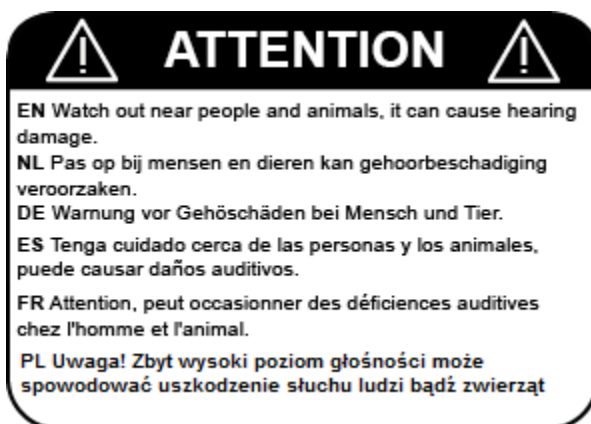 ATTENTION
EN Watch out near people and animals, it can cause hearing
damage.
NL Pas op bij mensen en dieren kan gehoorbeschadiging
veroorzaken.
DE Warnung vor Gehöschäden bei Mensch und Tier.
ES Tenga cuidado cerca de las personas y los animales,
puede causar daños auditivos.
FR Attention, peut occasionner des déficiences auditives
chez l'homme et l'animal.
PL Uwaga! Zbyt wysoki poziom głośności może
spowodować uszkodzenie słuchu ludzi bądź zwierząt